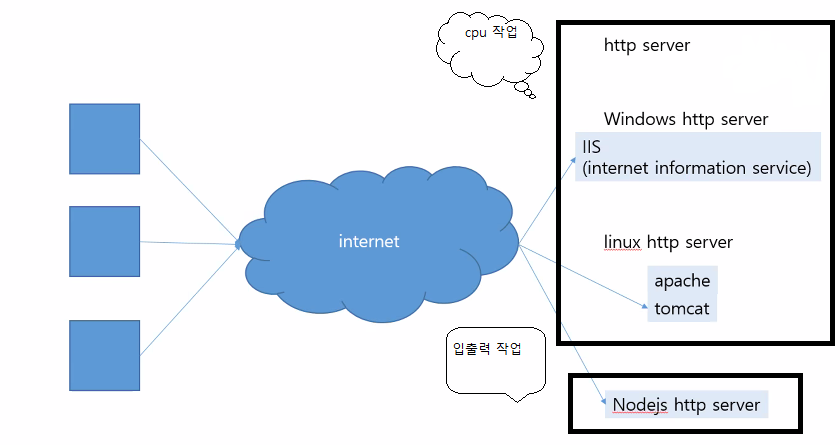 cpu 작업
http server
Windows http server
IIS
(internet information service)
internet
linux http server
apache
tomcat
입출력 작업
Nodejs http server